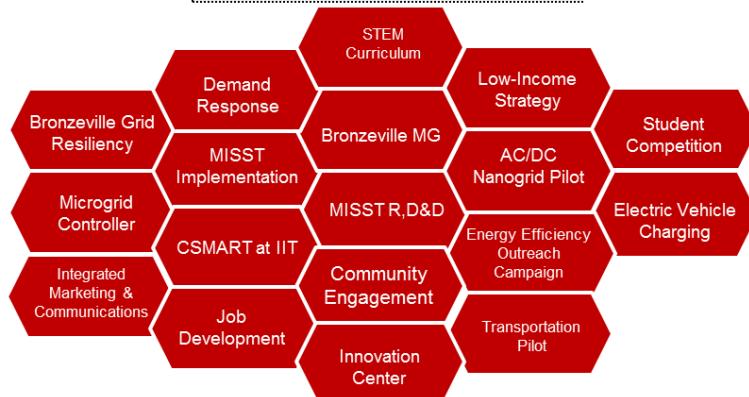 STEM
Curriculum
Demand
Response
Low-Income
Strategy
Bronzeville Grid
Resiliency
Bronzeville MG
Student
Competition
MISST
Implementation
AC/DC
Nanogrid Pilot
Microgrid
Controller
MISST R,D&D
Electric Vehicle
Charging
CSMART at IIT
Energy Efficiency
Outreach
Campaign
Integrated
Marketing &
Communications
Community
Engagement
Job
Development
Transportation
Pilot
Innovation
Center